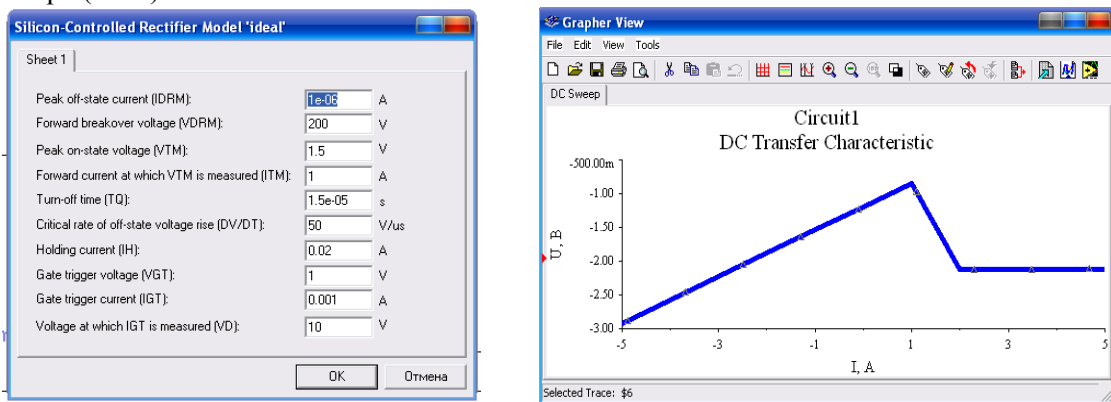 Silicon-Controlled Rectifier Model 'ideal'
Sheet 1
Peak off-state current (IDRM): 1e-06 A
Forward breakover voltage (VDRM): 200 V
Peak on-state voltage (VTM): 1.5 V
Forward current at which VTM is measured (ITM): 1 A
Turn-off time (TQ): 1.5e-05 s
Critical rate of off-state voltage rise (DV/DT): 50 V/us
Holding current (IH): 0.02 A
Gate trigger voltage (VGT): 1 V
Gate trigger current (IGT): 0.001 A
Voltage at which IGT is measured (VD): 10 V
OK Отмена
Grapher View
File Edit View Tools
DC Sweep
Circuit1
DC Transfer Characteristic
-500.00m
-1.00
-1.50
-2.00
-2.50
-3.00
U, В
-5 -3 -1 1 3 5
I, A
Selected Trace: $6